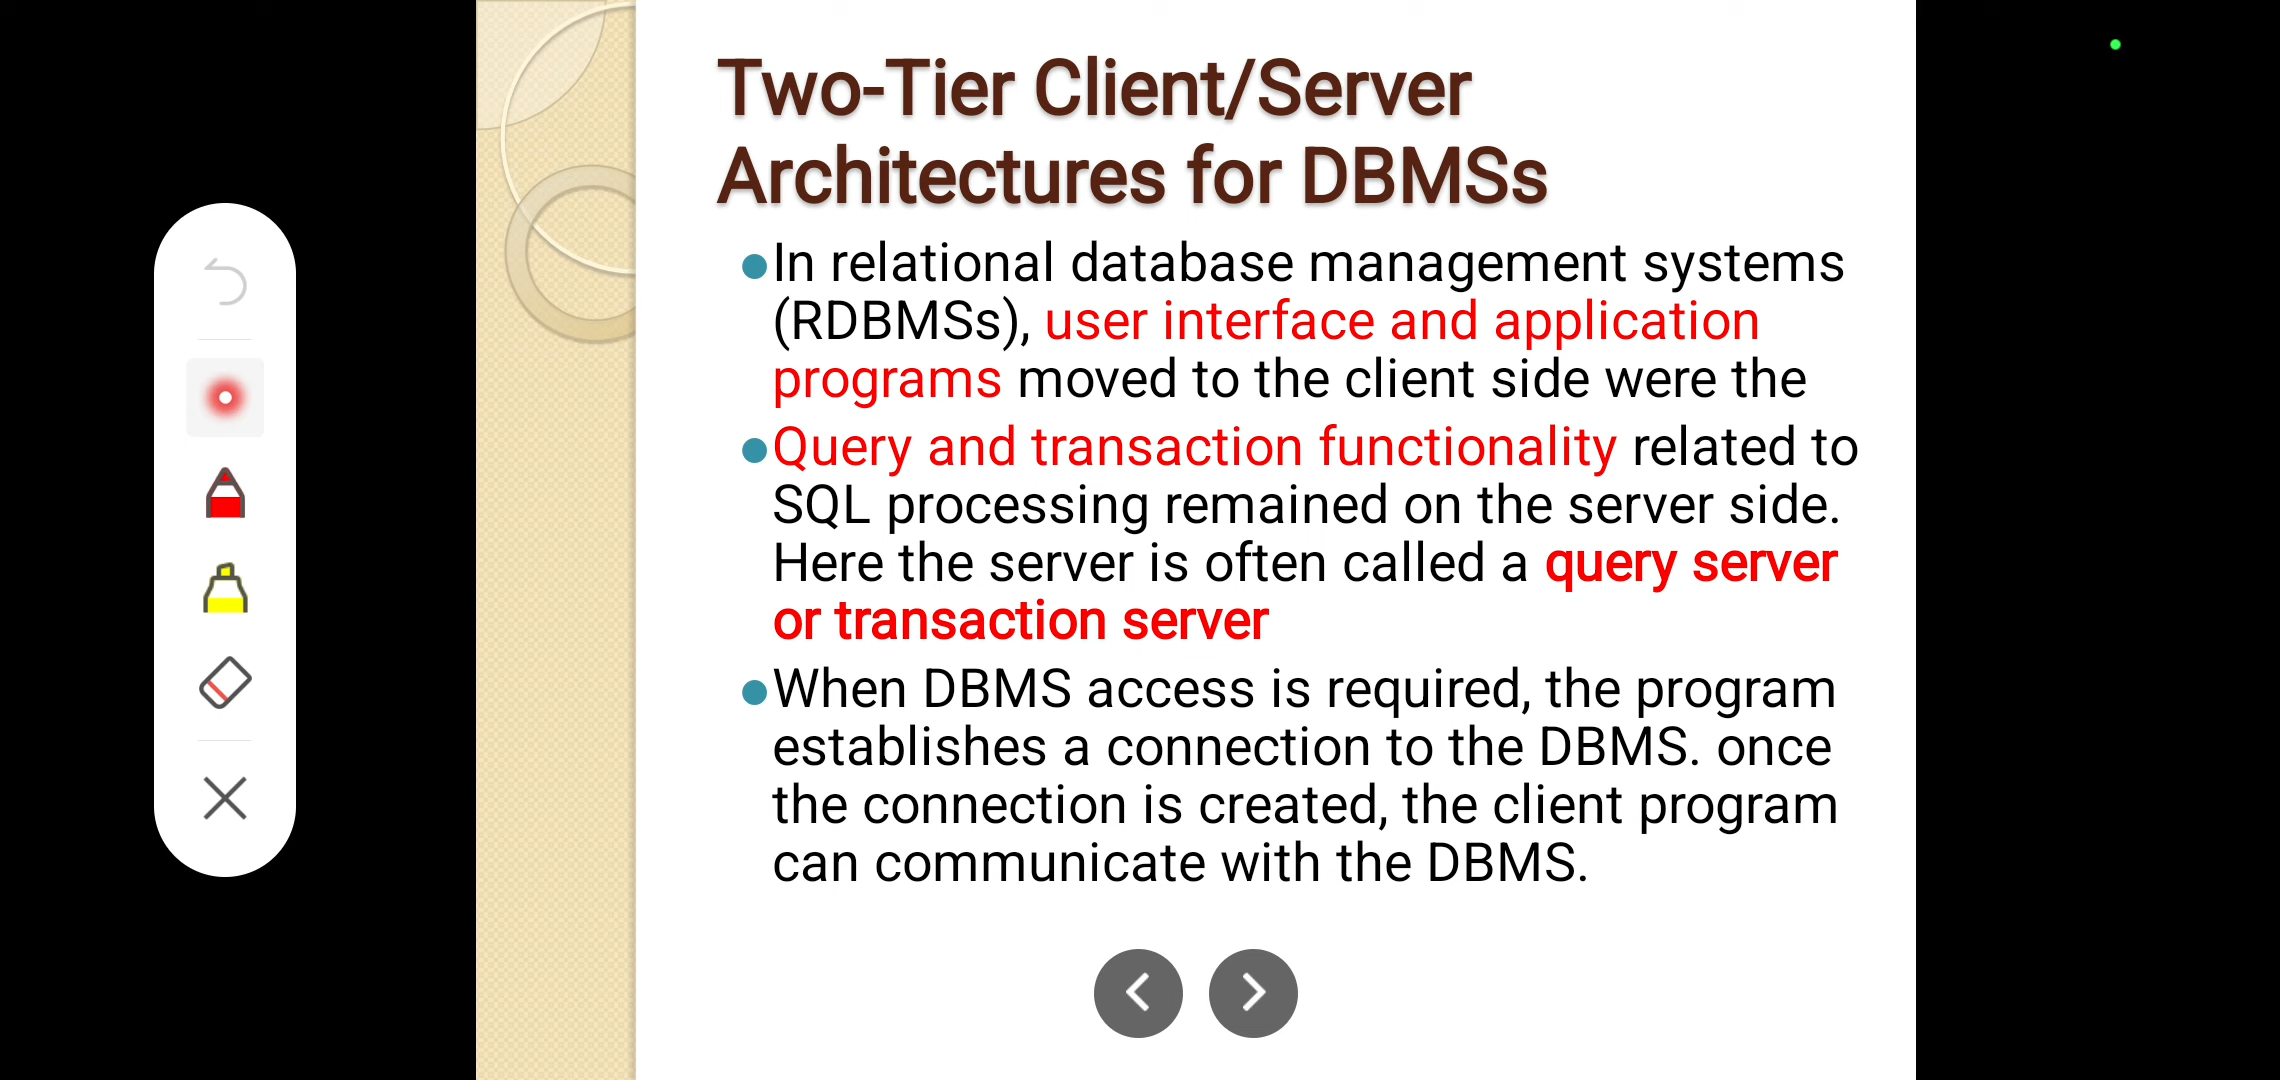 Two-Tier Client/Server
Architectures for DBMSs
●In relational database management systems
(RDBMSs), user interface and application
programs moved to the client side were the
●Query and transaction functionality related to
SQL processing remained on the server side.
Here the server is often called a query server
or transaction server
●When DBMS access is required, the program
establishes a connection to the DBMS. once
the connection is created, the client program
can communicate with the DBMS.